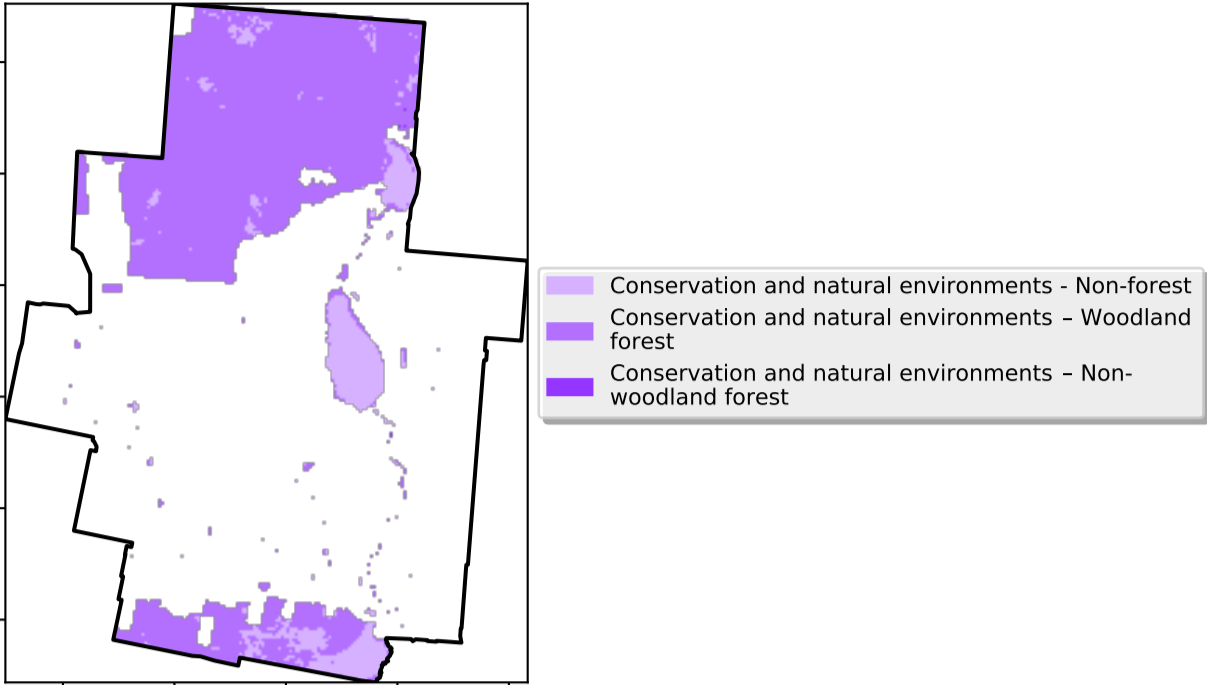 Conservation and natural environments - Non-forest
Conservation and natural environments – Woodland
forest
Conservation and natural environments – Non-
woodland forest